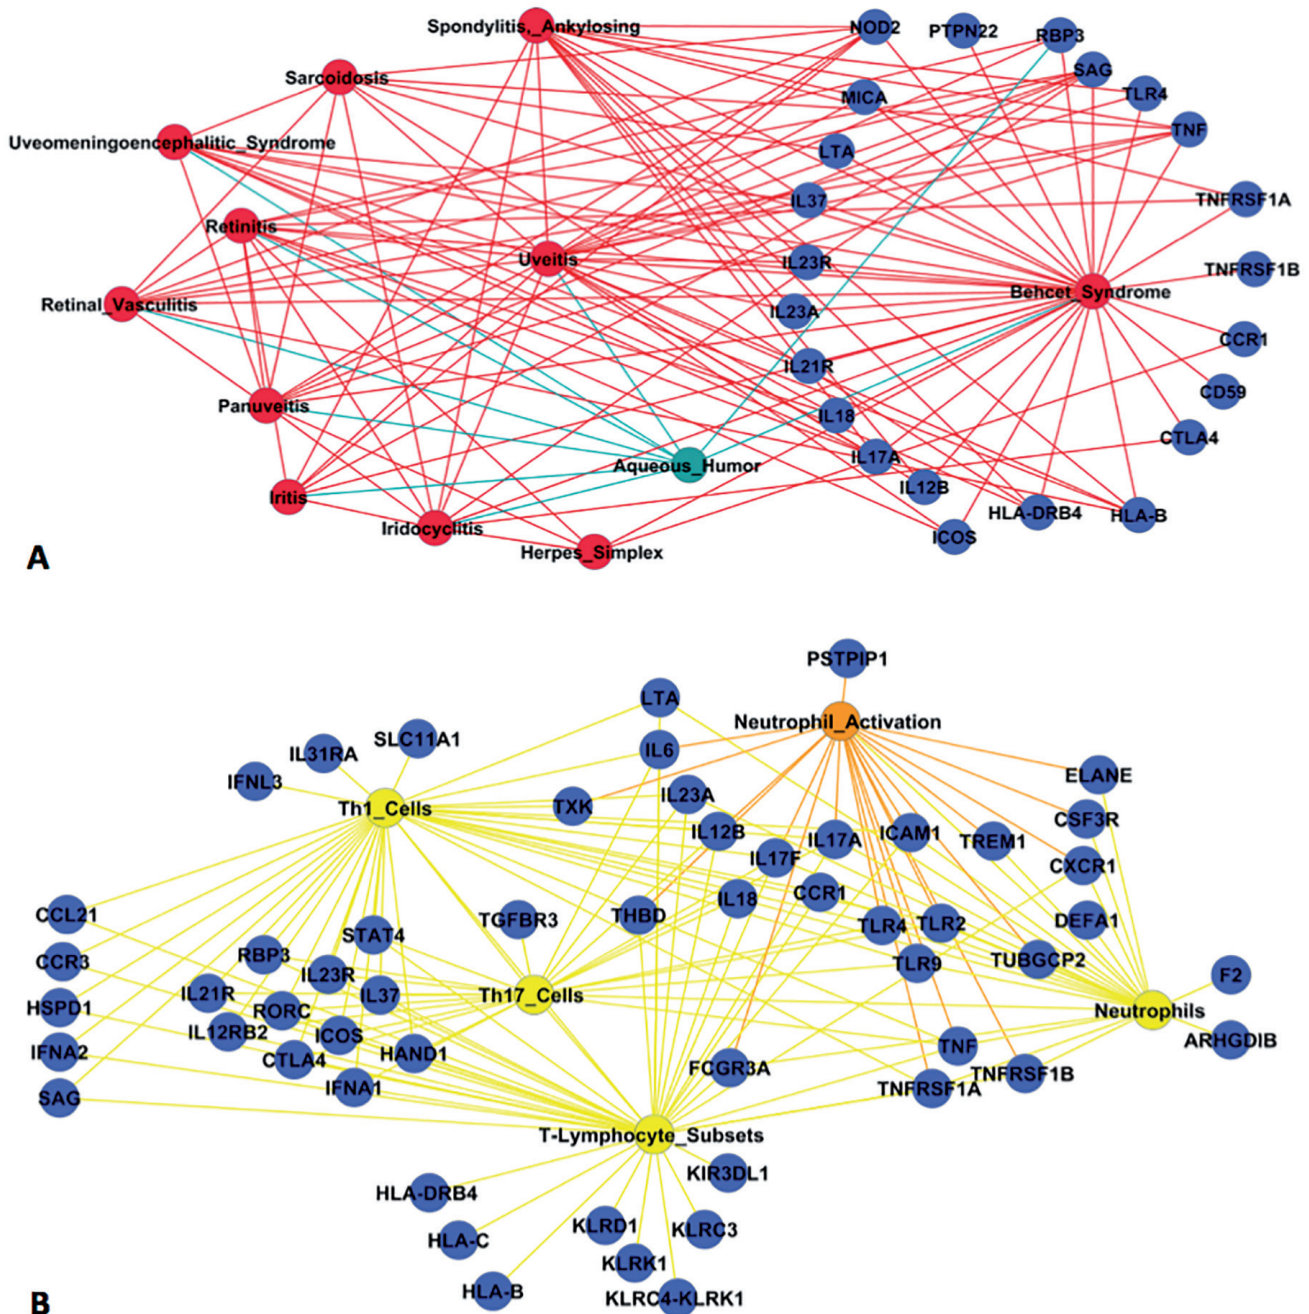 Spondylitis,_Ankylosing
NOD2
PTPN22
RBP3
Sarcoidosis
SAG
MICA
TLR4
Uveomeningoencephalitic_Syndrome
TNF
LTA
Retinitis
IL37
TNFRSF1A
Uveitis
IL23R
TNFRSF1B
Retinal_Vasculitis
Behcet_Syndrome
IL23A
CCR1
IL21R
CD59
Panuveitis
IL18
CTLA4
Aqueous_Humor
IL17A
Iritis
IL12B
Iridocyclitis
HLA-DRB4
HLA-B
Herpes_Simplex
ICOS
A
PSTPIP1
LTA
Neutrophil_Activation
SLC11A1
IL31RA
IL6
IFNL3
ELANE
Th1_Cells
TXK
IL23A
CSF3R
IL12B
IL17A
ICAM1
TREM1
IL17F
CXCR1
CCL21
TGFBR3
THBD
IL18
CCR1
DEFA1
STAT4
TLR4
TLR2
RBP3
CCR3
IL23R
TLR9
TUBGCP2
F2
HSPD1
IL21R
IL37
Th17_Cells
RORC
Neutrophils
IL12RB2
ICOS
IFNA2
CTLA4
HAND1
TNF
ARHGDIB
FCGR3A
SAG
IFNA1
TNFRSF1A
TNFRSF1B
T-Lymphocyte_Subsets
KIR3DL1
HLA-DRB4
HLA-C
KLRD1
KLRC3
KLRK1
HLA-B
KLRC4-KLRK1
B